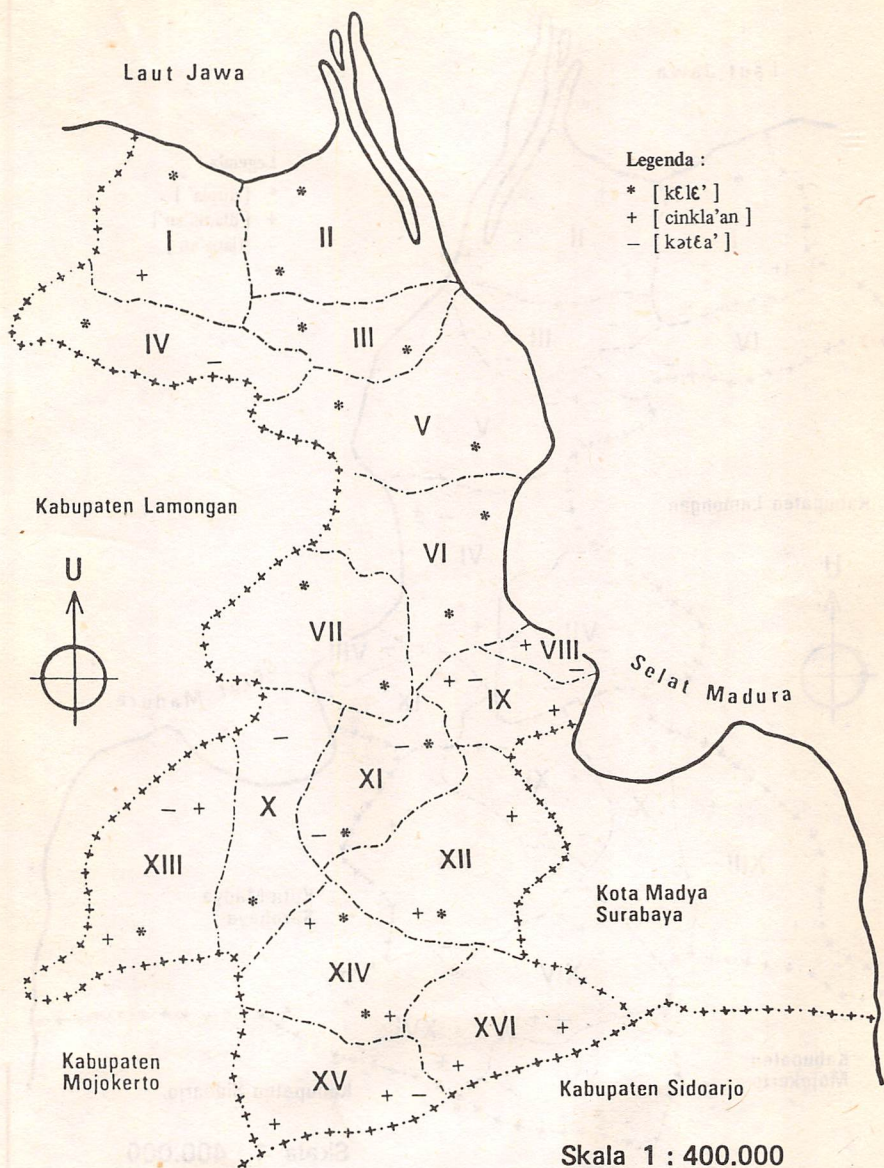 Laut Jawa
Legenda :
* [ kƐlƐ' ]
+ [ cinkla'an ]
– [ kətƐa' ]
I
II
III
IV
V
Kabupaten Lamongan
U
VI
VII
VIII
Selat Madura
IX
X
XI
XII
XIII
Kota Madya
Surabaya
XIV
XVI
Kabupaten
Mojokerto
XV
Kabupaten Sidoarjo
Skala 1 : 400.000